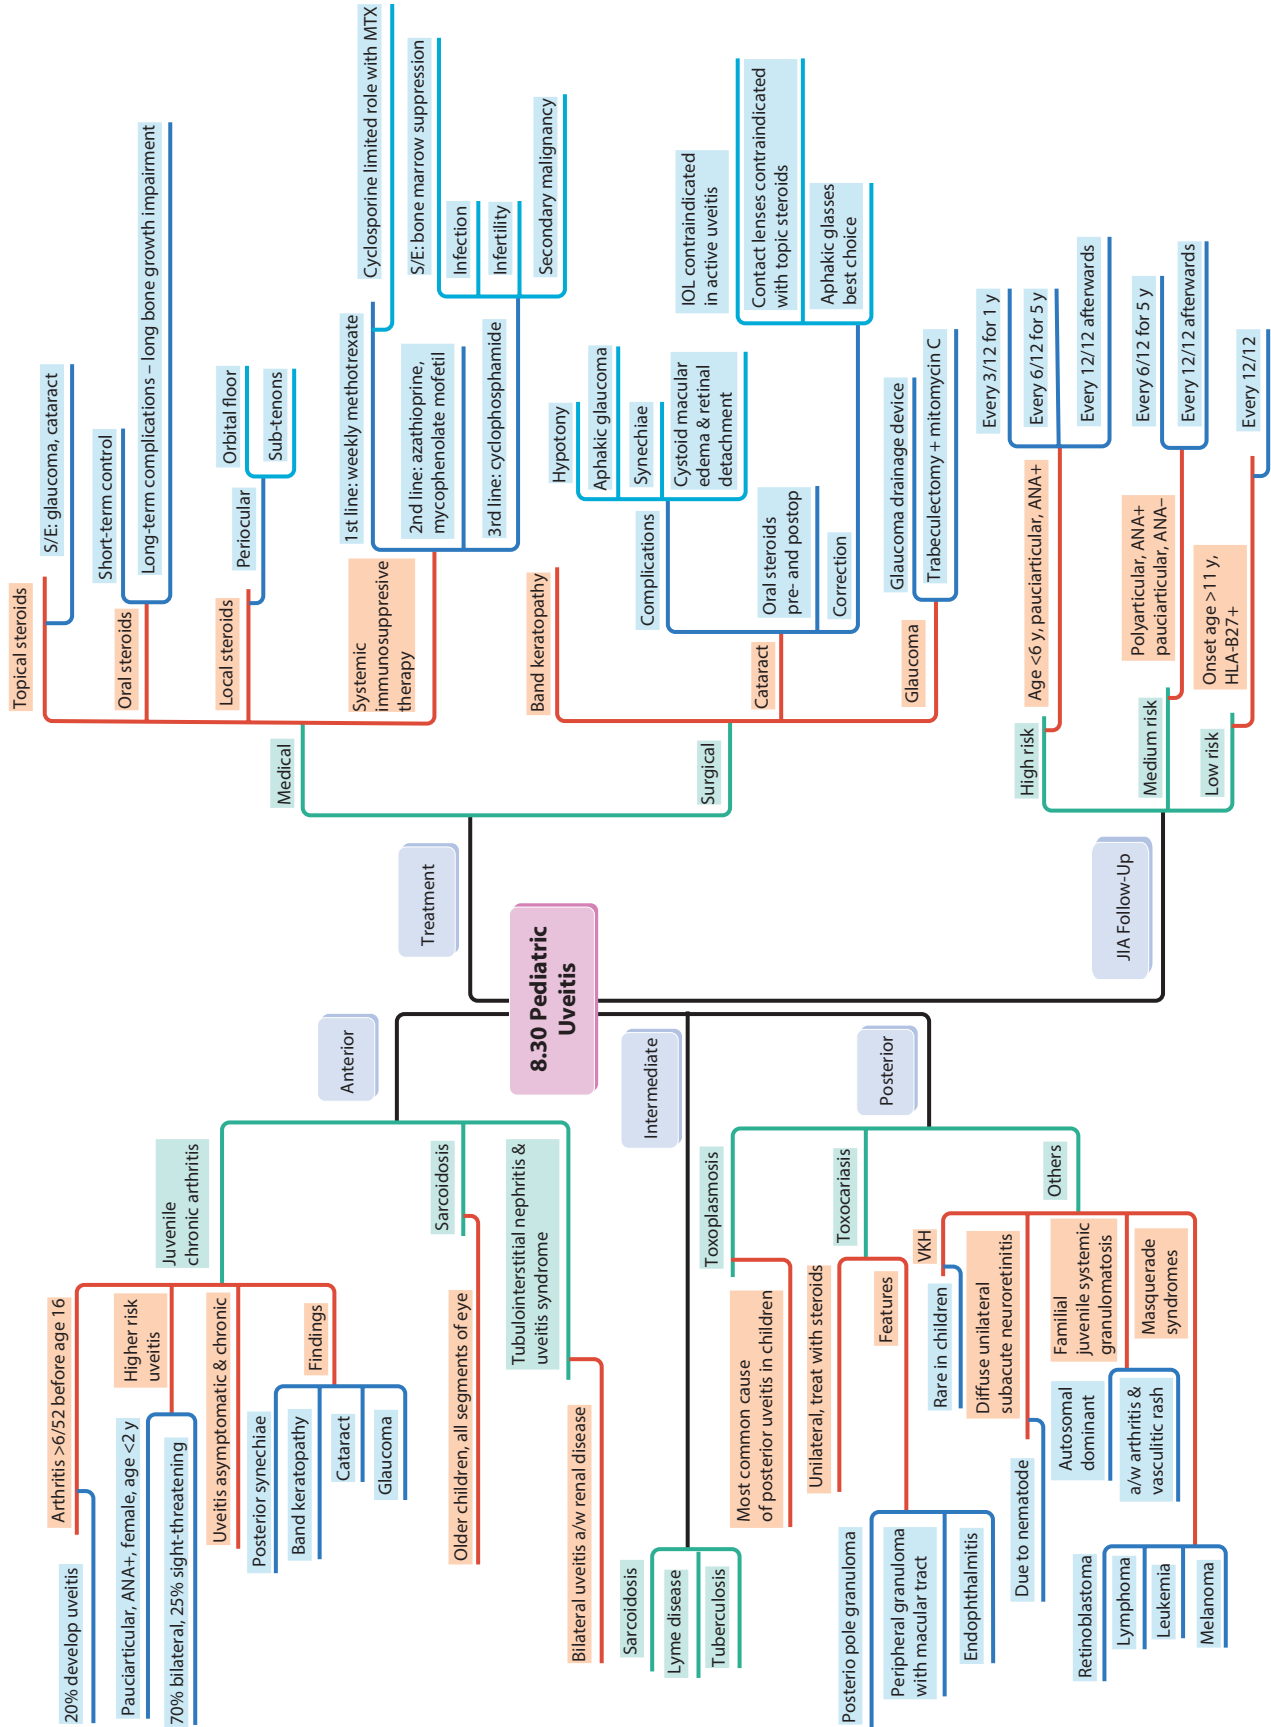 8.30 Pediatric
Uveitis
Anterior
Juvenile
chronic arthritis
Arthritis >6/52 before age 16
20% develop uveitis
Higher risk
uveitis
Pauciarticular, ANA+, female, age <2 y
70% bilateral, 25% sight-threatening
Uveitis asymptomatic & chronic
Findings
Posterior synechiae
Band keratopathy
Cataract
Glaucoma
Sarcoidosis
Older children, all segments of eye
Tubulointerstitial nephritis &
uveitis syndrome
Bilateral uveitis a/w renal disease
Intermediate
Sarcoidosis
Lyme disease
Tuberculosis
Posterior
Toxoplasmosis
Most common cause
of posterior uveitis in children
Toxocariasis
Unilateral, treat with steroids
Features
Posterio pole granuloma
Peripheral granuloma
with macular tract
Endophthalmitis
Others
VKH
Rare in children
Diffuse unilateral
subacute neuroretinitis
Due to nematode
Familial
juvenile systemic
granulomatosis
Autosomal
dominant
a/w arthritis &
vasculitic rash
Masquerade
syndromes
Retinoblastoma
Lymphoma
Leukemia
Melanoma
Treatment
Medical
Topical steroids
S/E: glaucoma, cataract
Oral steroids
Short-term control
Long-term complications – long bone growth impairment
Local steroids
Periocular
Orbital floor
Sub-tenons
Systemic
immunosuppresive
therapy
1st line: weekly methotrexate
Cyclosporine limited role with MTX
2nd line: azathioprine,
mycophenolate mofetil
3rd line: cyclophosphamide
S/E: bone marrow suppression
Infection
Infertility
Secondary malignancy
Surgical
Band keratopathy
Cataract
Complications
Hypotony
Aphakic glaucoma
Synechiae
Cystoid macular
edema & retinal
detachment
Oral steroids
pre- and postop
Correction
IOL contraindicated
in active uveitis
Contact lenses contraindicated
with topic steroids
Aphakic glasses
best choice
Glaucoma
Glaucoma drainage device
Trabeculectomy + mitomycin C
JIA Follow-Up
High risk
Age <6 y, pauciarticular, ANA+
Every 3/12 for 1 y
Every 6/12 for 5 y
Every 12/12 afterwards
Medium risk
Polyarticular, ANA+
pauciarticular, ANA–
Every 6/12 for 5 y
Every 12/12 afterwards
Low risk
Onset age >11 y,
HLA-B27+
Every 12/12